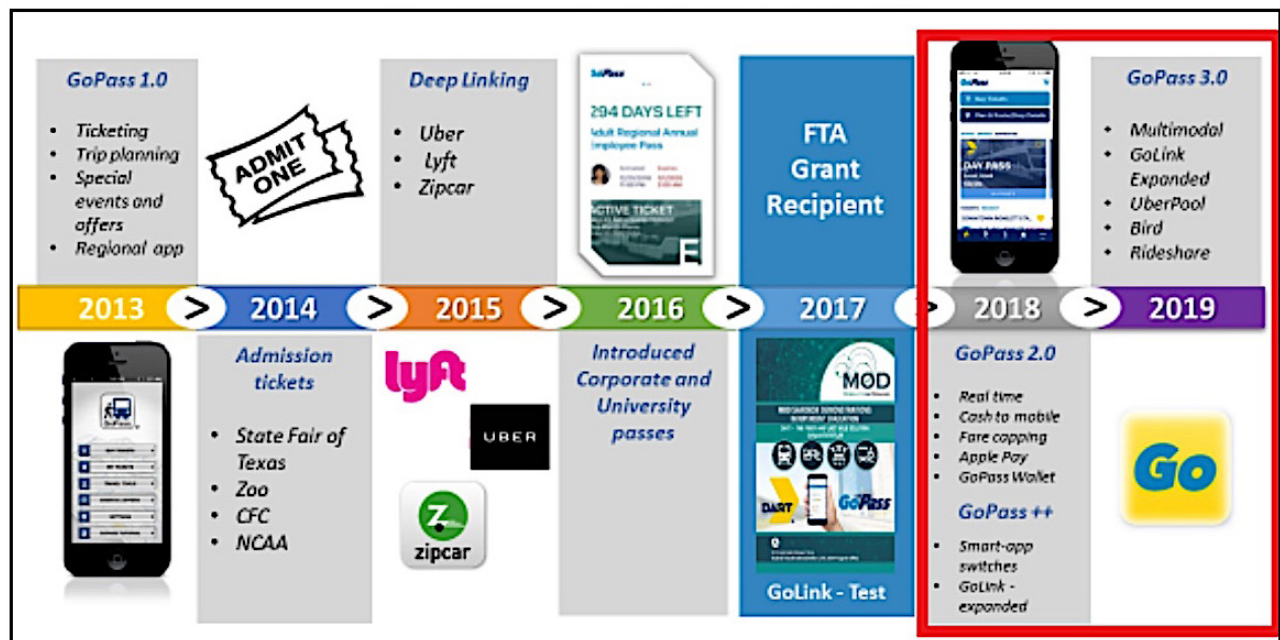 GoPass 1.0
• Ticketing
• Trip planning
• Special
events and
offers
• Regional app
ADMIT
ONE
Deep Linking
• Uber
• Lyft
• Zipcar
GoPass
294 DAYS LEFT
Adult Regional Annual
Employee Pass
ACTIVE TICKET
FTA
Grant
Recipient
GoPass
DAY PASS
GoPass 3.0
• Multimodal
• GoLink
Expanded
• UberPool
• Bird
• Rideshare
2013 > 2014 > 2015 > 2016 > 2017 > 2018 > 2019
GoPass
Admission
tickets
• State Fair of
Texas
• Zoo
• CFC
• NCAA
lyft
UBER
Z
zipcar
Introduced
Corporate and
University
passes
MOD
DART
GoPass
GoLink - Test
GoPass 2.0
• Real time
• Cash to mobile
• Fare capping
• Apple Pay
• GoPass Wallet
GoPass ++
• Smart-app
switches
• GoLink -
expanded
Go